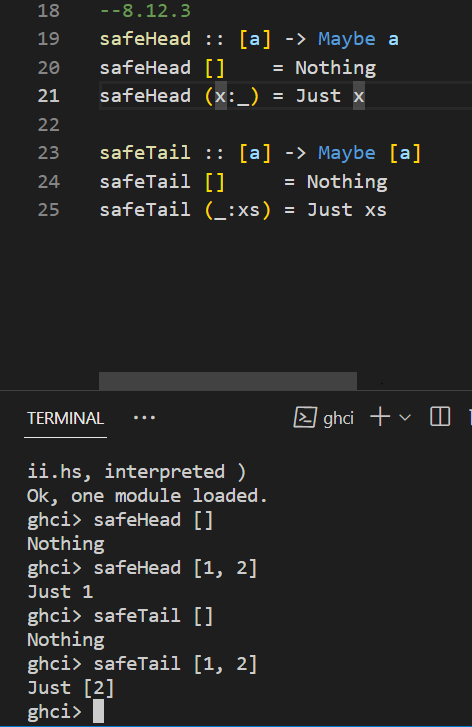 18 --8.12.3
19 safeHead :: [a] -> Maybe a
20 safeHead []    = Nothing
21 safeHead (x:_) = Just x
22
23 safeTail :: [a] -> Maybe [a]
24 safeTail []     = Nothing
25 safeTail (_:xs) = Just xs
TERMINAL ··· ghci
ii.hs, interpreted )
Ok, one module loaded.
ghci> safeHead []
Nothing
ghci> safeHead [1, 2]
Just 1
ghci> safeTail []
Nothing
ghci> safeTail [1, 2]
Just [2]
ghci>